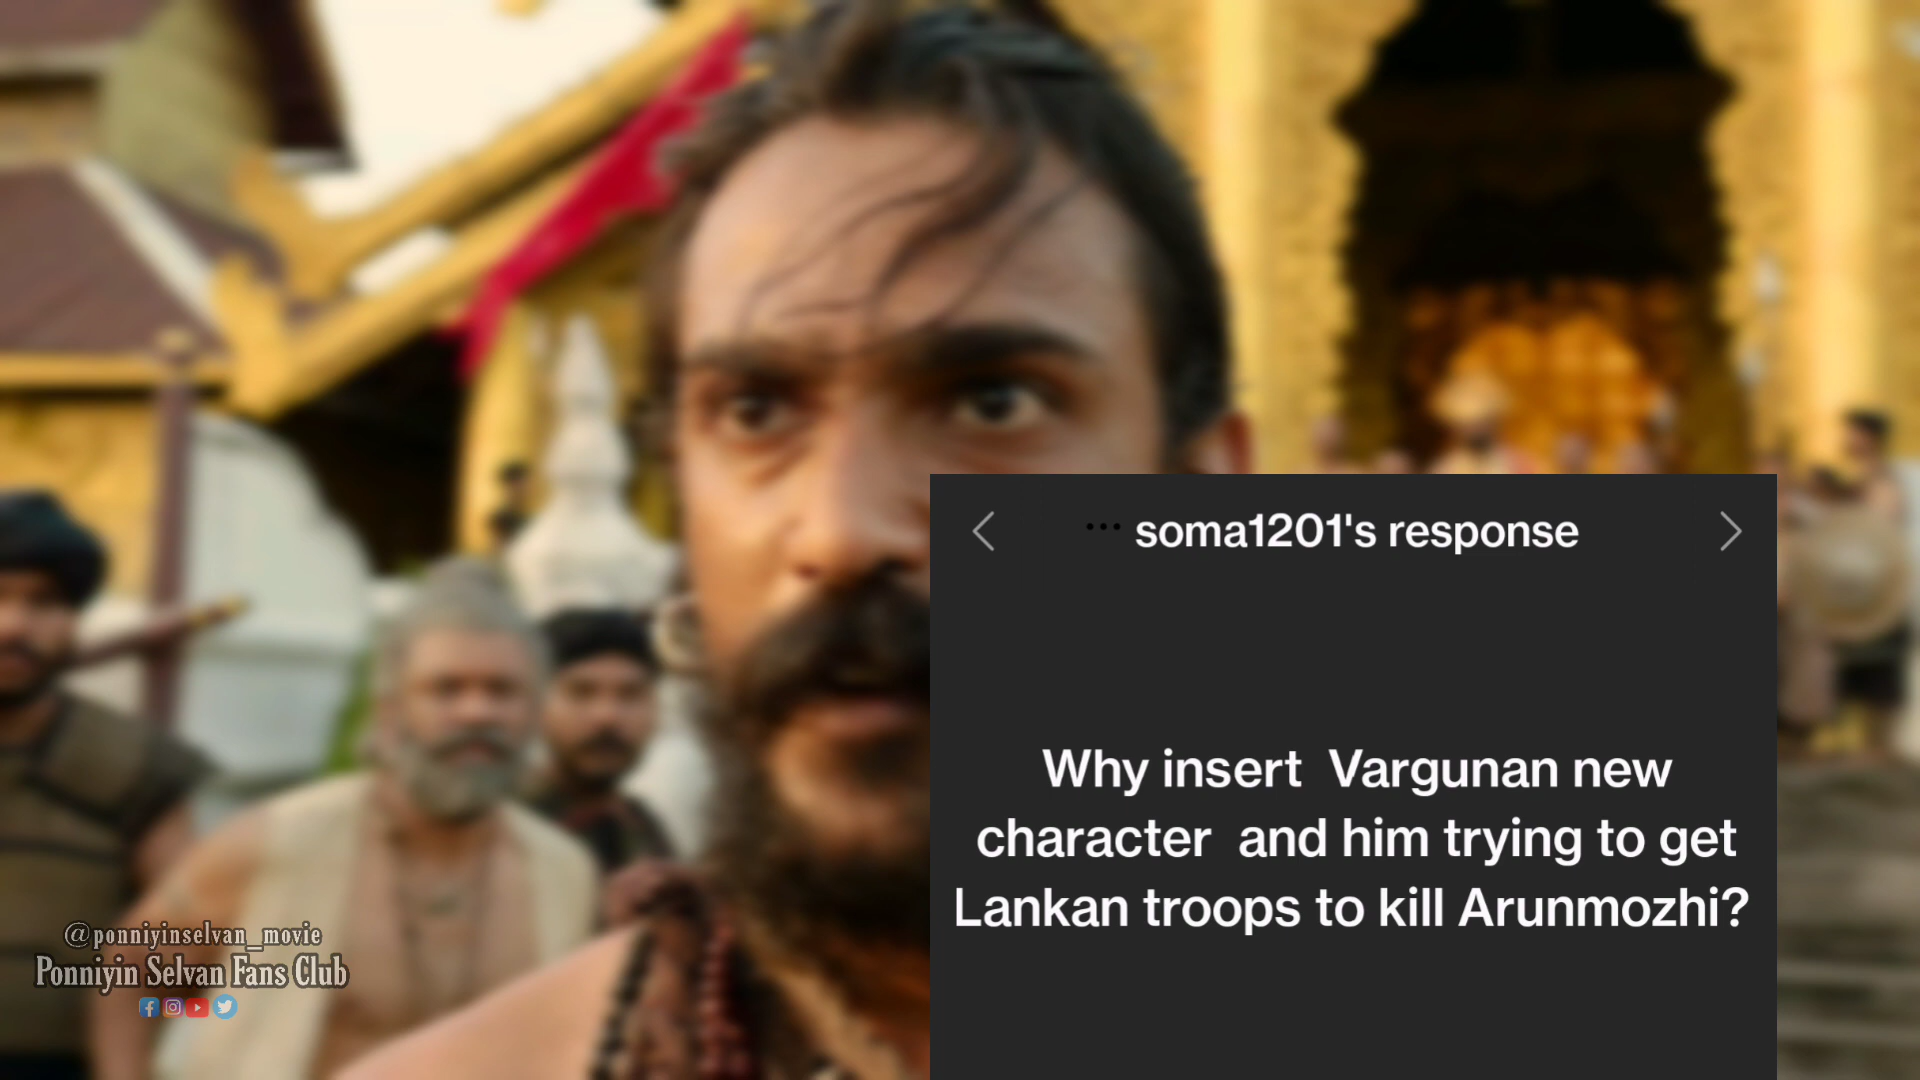 ... soma1201's response
Why insert Vargunan new
character and him trying to get
Lankan troops to kill Arunmozhi?
@ponniyinselvan_movie
Ponniyin Selvan Fans Club